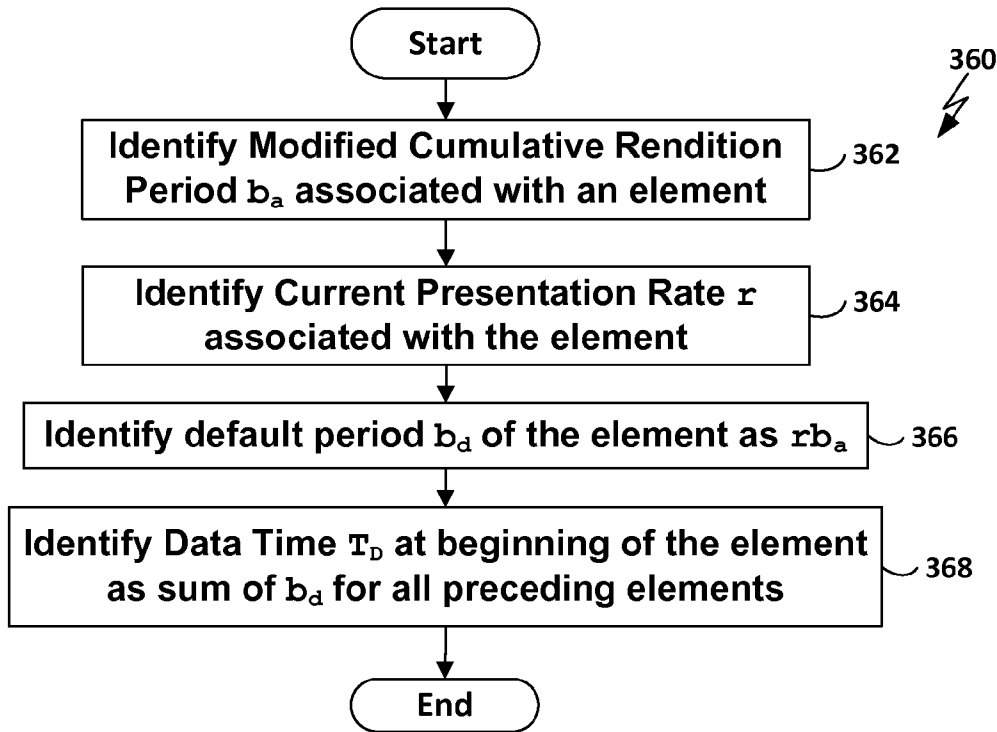 Start
360
Identify Modified Cumulative Rendition
Period bₐ associated with an element
362
Identify Current Presentation Rate r
associated with the element
364
Identify default period b_d of the element as rbₐ
366
Identify Data Time T_D at beginning of the element
as sum of b_d for all preceding elements
368
End